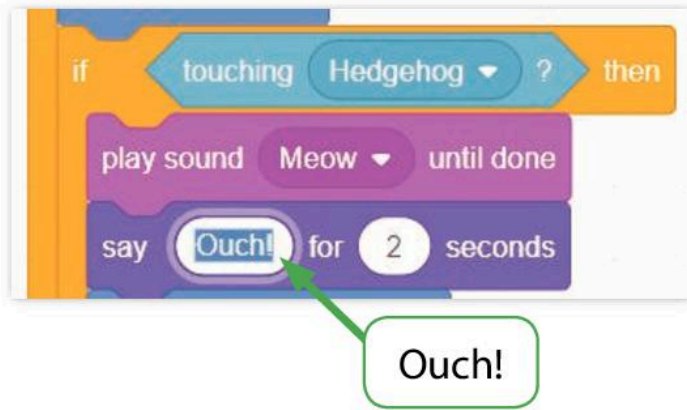 if touching Hedgehog ? then
play sound Meow until done
say Ouch! for 2 seconds
Ouch!